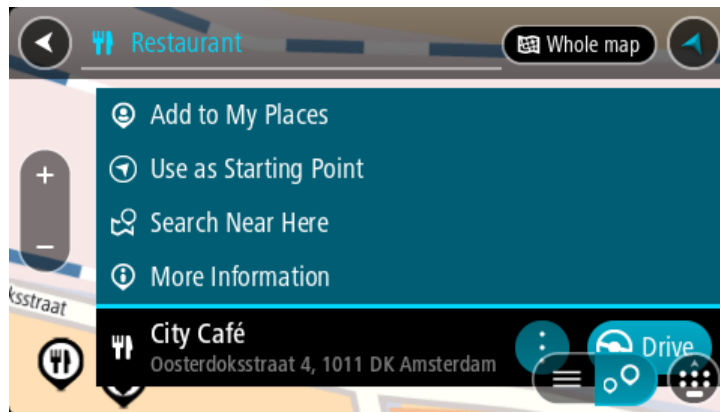 Restaurant
Whole map
Add to My Places
Use as Starting Point
Search Near Here
More Information
ksstraat
City Café
Oosterdoksstraat 4, 1011 DK Amsterdam
Drive